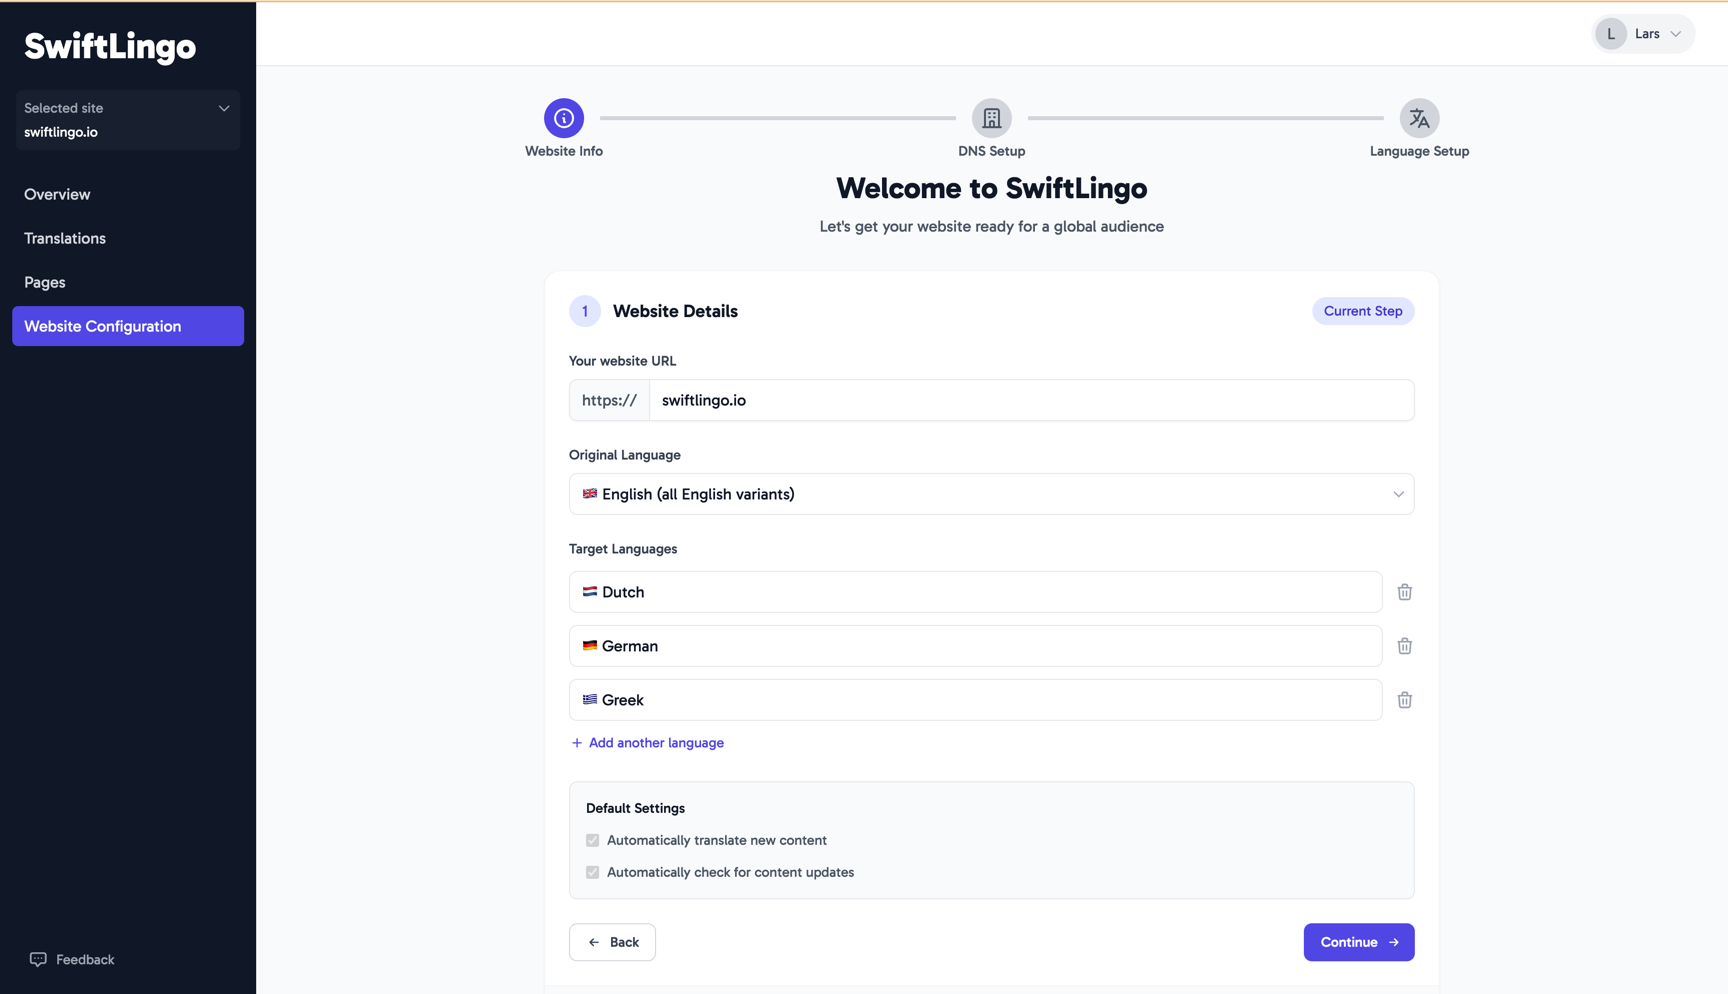 SwiftLingo
Selected site
swiftlingo.io
Overview
Translations
Pages
Website Configuration
Feedback
L Lars
Website Info
DNS Setup
Language Setup
Welcome to SwiftLingo
Let's get your website ready for a global audience
1 Website Details
Current Step
Your website URL
https:// swiftlingo.io
Original Language
English (all English variants)
Target Languages
Dutch
German
Greek
+ Add another language
Default Settings
Automatically translate new content
Automatically check for content updates
← Back
Continue →